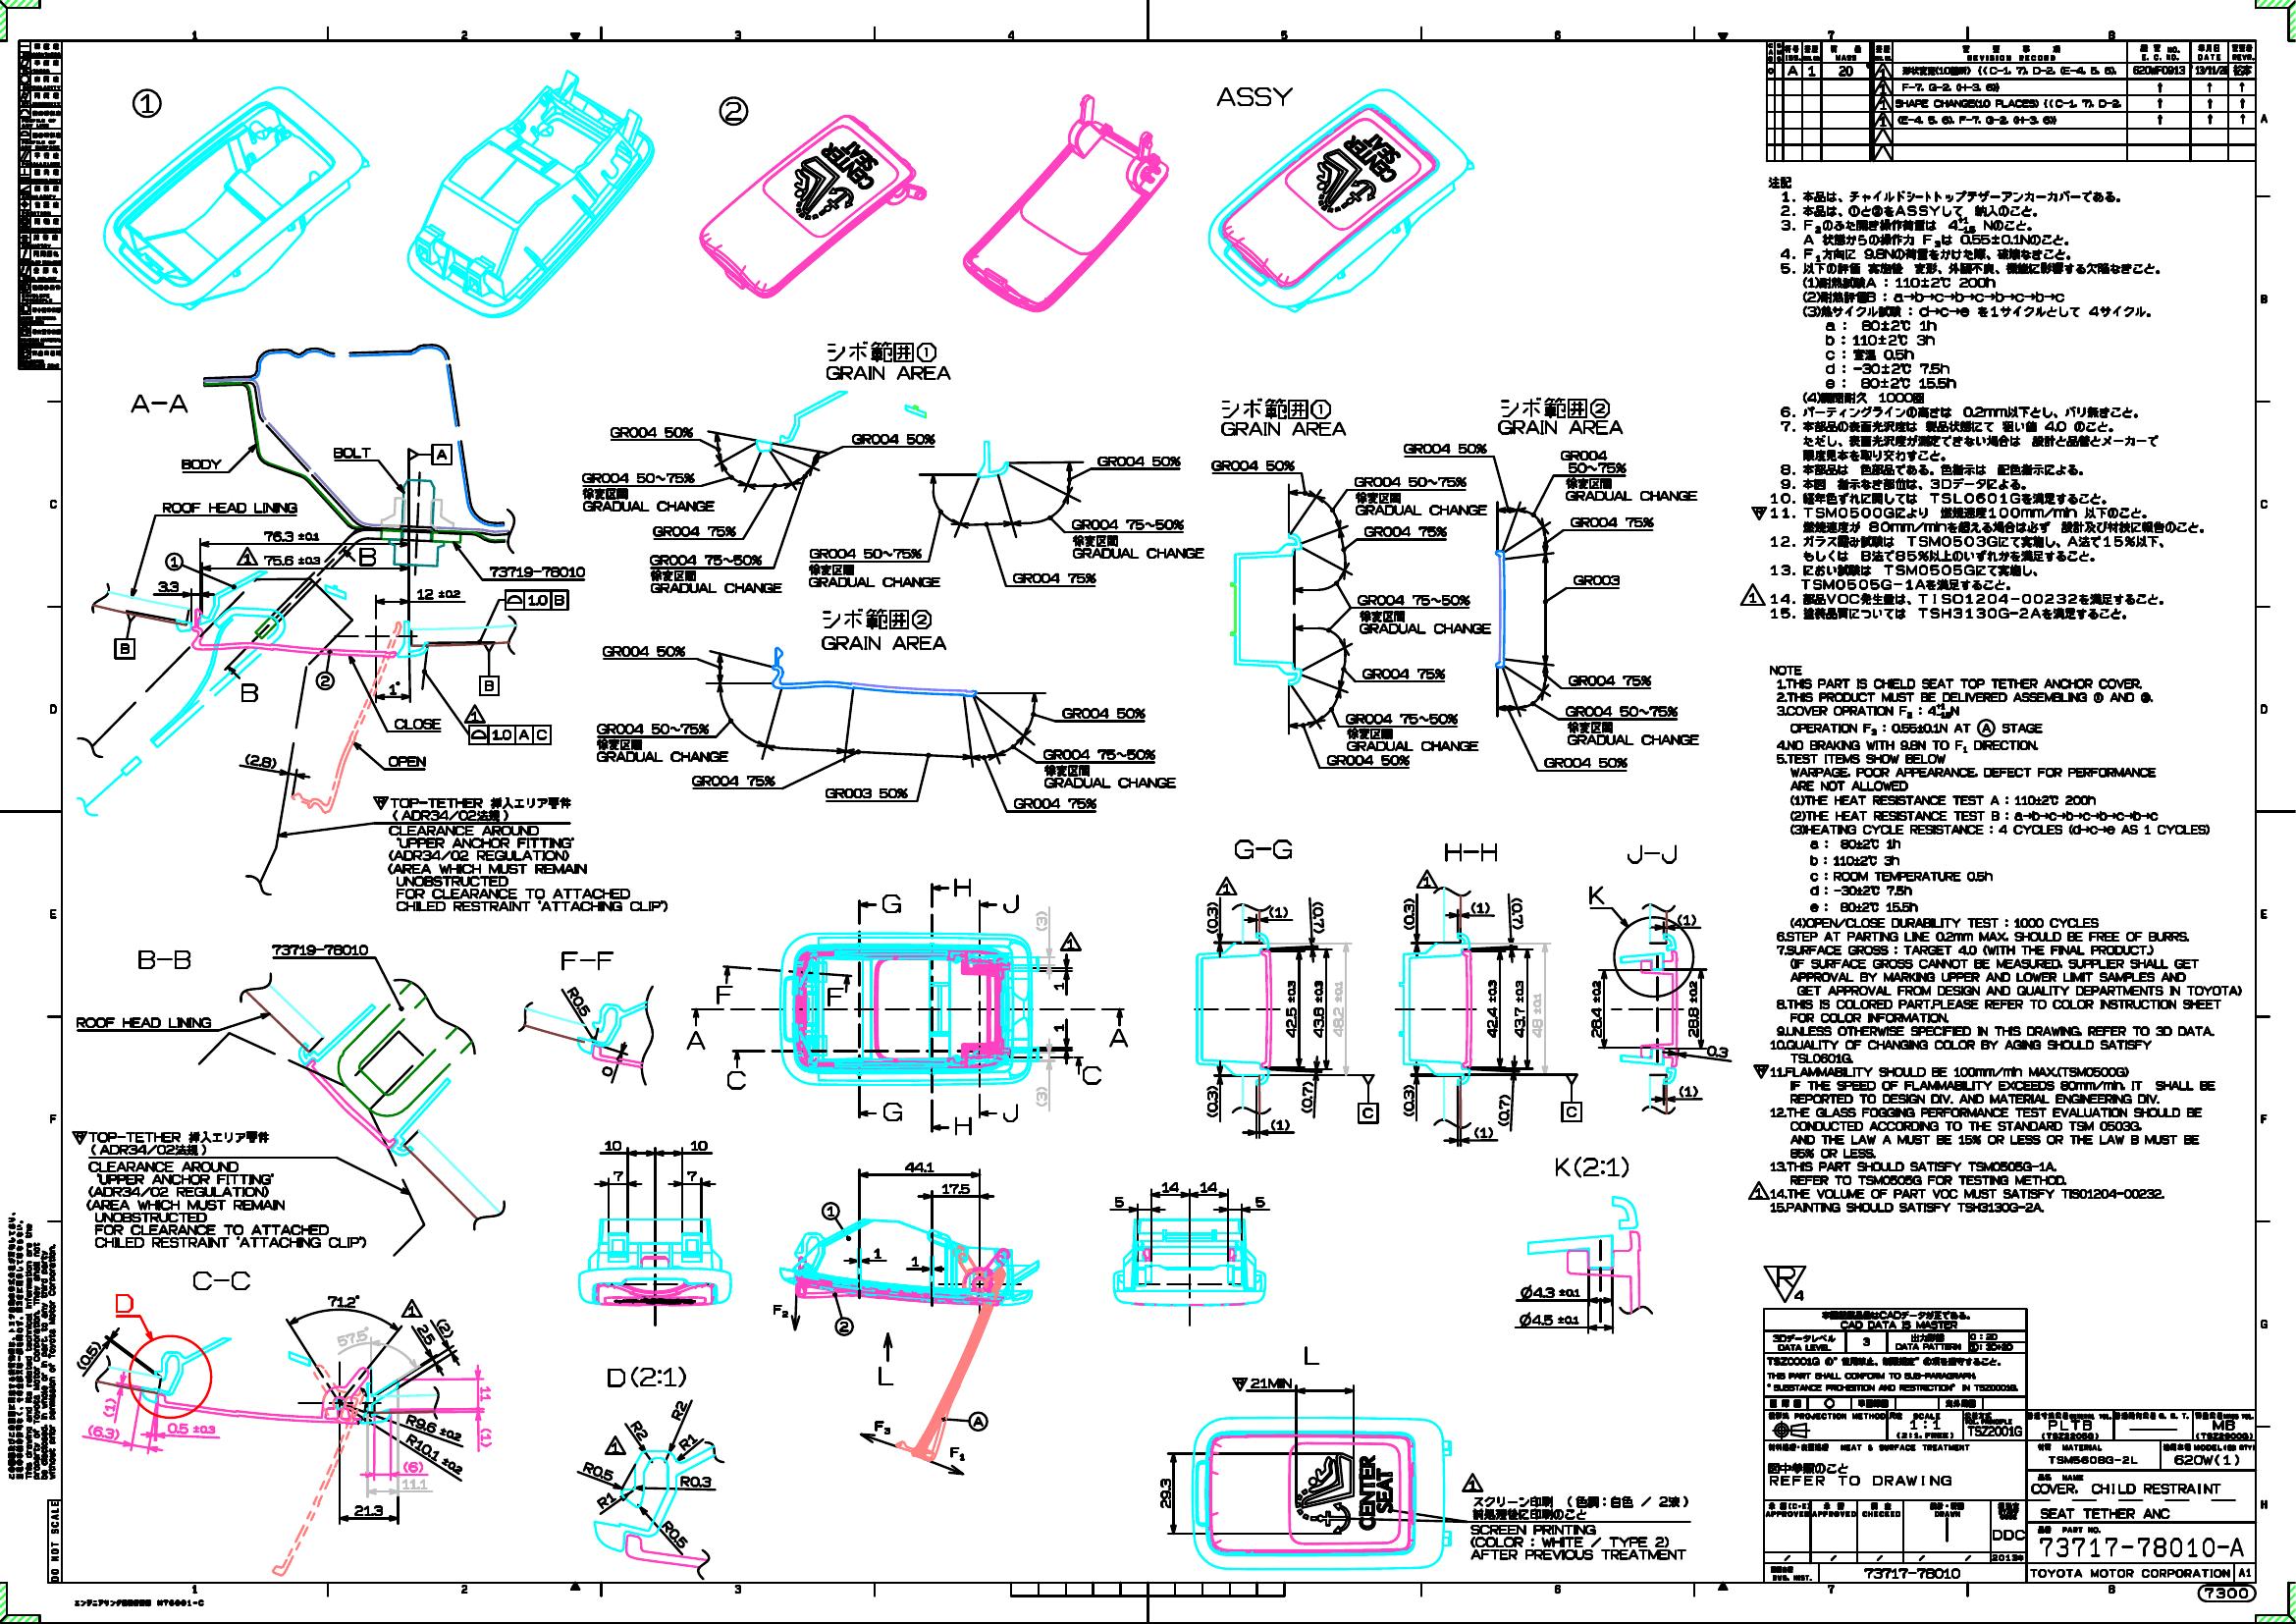 ①
②
ASSY
A-A
BODY
BOLT
A
ROOF HEAD LINING
76.3 ±0.1
75.6 ±0.3
B
①
3.3
73719-78010
12 ±0.2
1.0 B
B
B
②
B
1°
CLOSE
1.0 A C
OPEN
(2.8)
TOP-TETHER 挿入エリア要件
(ADR34/02法規)
CLEARANCE AROUND
'UPPER ANCHOR FITTING'
(ADR34/02 REGULATION)
(AREA WHICH MUST REMAIN
UNOBSTRUCTED
FOR CLEARANCE TO ATTACHED
CHILED RESTRAINT 'ATTACHING CLIP')
シボ範囲①
GRAIN AREA
GR004 50%
GR004 50%
GR004 50~75%
徐変区間
GRADUAL CHANGE
GR004 75%
GR004 75~50%
徐変区間
GRADUAL CHANGE
GR004 50%
GR004 75~50%
徐変区間
GRADUAL CHANGE
GR004 50~75%
徐変区間
GRADUAL CHANGE
GR004 75%
シボ範囲②
GRAIN AREA
GR004 50%
GR004 50~75%
徐変区間
GRADUAL CHANGE
GR004 75%
GR003 50%
GR004 50%
GR004 75~50%
徐変区間
GRADUAL CHANGE
GR004 75%
シボ範囲①
GRAIN AREA
GR004 50%
GR004 50~75%
徐変区間
GRADUAL CHANGE
GR004 75%
GR004 75~50%
徐変区間
GRADUAL CHANGE
GR004 75%
GR004 75~50%
徐変区間
GRADUAL CHANGE
GR004 50%
シボ範囲②
GRAIN AREA
GR004 50%
GR004
50~75%
徐変区間
GRADUAL CHANGE
GR004 75%
GR003
GR004 75%
GR004 50~75%
徐変区間
GRADUAL CHANGE
GR004 50%
B-B
73719-78010
ROOF HEAD LINING
TOP-TETHER 挿入エリア要件
(ADR34/02法規)
CLEARANCE AROUND
'UPPER ANCHOR FITTING'
(ADR34/02 REGULATION)
(AREA WHICH MUST REMAIN
UNOBSTRUCTED
FOR CLEARANCE TO ATTACHED
CHILED RESTRAINT 'ATTACHING CLIP')
F-F
R0.5
0
G H J
(3)
1
F F
A A
1
C C
(3)
G H J
G-G
(0.3)
(1)
(0.7)
42.5 ±0.3
43.8 ±0.3
48.2 ±0.1
(0.3)
(0.7)
(1)
C
H-H
(0.3)
(1)
(0.7)
42.4 ±0.3
43.7 ±0.3
48 ±0.1
(0.3)
(0.7)
(1)
C
J-J
K
(1)
28.4 ±0.2
28.8 ±0.2
0.3
(1)
K(2:1)
Ø4.3 ±0.1
Ø4.5 ±0.1
10 10
7 7
44.1
17.5
①
1
1
F₂
②
L
A
F₃
F₁
14 14
5 5
C-C
D
(0.5)
71.2°
57.5°
2.5
(2)
11
(1)
(1)
(6.3)
0.5 ±0.3
R9.6 ±0.2
R10.1 ±0.2
(6)
11.1
21.3
D(2:1)
R2
R2
R1
R0.5
R0.3
R1
R0.5
L
21MIN
29.3
CENTER
SEAT
スクリーン印刷 (色調:白色 / 2液)
前処理後に印刷のこと
SCREEN PRINTING
(COLOR : WHITE / TYPE 2)
AFTER PREVIOUS TREATMENT
MASS
REVISION RECORD
E. C. NO.
DATE
REVR.
A 1 20
形状変更(10箇所) {(C-1, 7), D-2, (E-4, 5, 6),
F-7, G-2, (H-3, 6)}
SHAPE CHANGE(10 PLACES) {(C-1, 7), D-2,
(E-4, 5, 6), F-7, G-2, (H-3, 6)}
注記
1. 本品は、チャイルドシートトップテザーアンカーカバーである。
2. 本品は、①と②をASSYして 納入のこと。
3. F₂のふた開き操作荷重は 4 +1 -1.5 Nのこと。
A 状態からの操作力 F₃は 0.55±0.1Nのこと。
4. F₁方向に 9.8Nの荷重をかけた際、破壊なきこと。
5. 以下の評価 実施後 変形、外観不良、機能に影響する欠陥なきこと。
(1)耐熱試験A : 110±2℃ 200h
(2)耐熱評価B : a→b→c→b→c→b→c→b→c
(3)熱サイクル試験 : d→c→e を1サイクルとして 4サイクル。
a : 80±2℃ 1h
b : 110±2℃ 3h
c : 室温 0.5h
d : -30±2℃ 7.5h
e : 80±2℃ 15.5h
(4)開閉耐久 1000回
6. パーティングラインの高さは 0.2mm以下とし、バリ無きこと。
7. 本部品の表面光沢度は 製品状態にて 狙い値 4.0 のこと。
ただし、表面光沢度が測定できない場合は 設計と品管とメーカーで
限度見本を取り交わすこと。
8. 本部品は 色部品である。色指示は 配色指示による。
9. 本図 指示なき部位は、3Dデータによる。
10. 経年色ずれに関しては TSL0601Gを満足すること。
11. TSM0500Gにより 燃焼速度100mm/min 以下のこと。
燃焼速度が 80mm/minを超える場合は必ず 設計及び材技に報告のこと。
12. ガラス曇り試験は TSM0503Gにて実施し、A法で15%以下、
もしくは B法で85%以上のいずれかを満足すること。
13. におい試験は TSM0505Gにて実施し、
TSM0505G-1Aを満足すること。
14. 部品VOC発生量は、TIS01204-00232を満足すること。
15. 塗装品質については TSH3130G-2Aを満足すること。
NOTE
1.THIS PART IS CHIELD SEAT TOP TETHER ANCHOR COVER.
2.THIS PRODUCT MUST BE DELIVERED ASSEMBLING ① AND ②.
3.COVER OPRATION F₂ : 4 +1 -1.5 N
OPERATION F₃ : 0.55±0.1N AT Ⓐ STAGE
4.NO BRAKING WITH 9.8N TO F₁ DIRECTION.
5.TEST ITEMS SHOW BELOW
WARPAGE, POOR APPEARANCE, DEFECT FOR PERFORMANCE
ARE NOT ALLOWED
(1)THE HEAT RESISTANCE TEST A : 110±2℃ 200h
(2)THE HEAT RESISTANCE TEST B : a→b→c→b→c→b→c→b→c
(3)HEATING CYCLE RESISTANCE : 4 CYCLES (d→c→e AS 1 CYCLES)
a : 80±2℃ 1h
b : 110±2℃ 3h
c : ROOM TEMPERATURE 0.5h
d : -30±2℃ 7.5h
e : 80±2℃ 15.5h
(4)OPEN/CLOSE DURABILITY TEST : 1000 CYCLES
6.STEP AT PARTING LINE 0.2mm MAX. SHOULD BE FREE OF BURRS.
7.SURFACE GROSS : TARGET 4.0 (WITH THE FINAL PRODUCT.)
(IF SURFACE GROSS CANNOT BE MEASURED, SUPPLIER SHALL GET
APPROVAL BY MARKING UPPER AND LOWER LIMIT SAMPLES AND
GET APPROVAL FROM DESIGN AND QUALITY DEPARTMENTS IN TOYOTA)
8.THIS IS COLORED PART.PLEASE REFER TO COLOR INSTRUCTION SHEET
FOR COLOR INFORMATION.
9.UNLESS OTHERWISE SPECIFIED IN THIS DRAWING, REFER TO 3D DATA.
10.QUALITY OF CHANGING COLOR BY AGING SHOULD SATISFY
TSL0601G.
11.FLAMMABILITY SHOULD BE 100mm/min MAX.(TSM0500G)
IF THE SPEED OF FLAMMABILITY EXCEEDS 80mm/min, IT SHALL BE
REPORTED TO DESIGN DIV. AND MATERIAL ENGINEERING DIV.
12.THE GLASS FOGGING PERFORMANCE TEST EVALUATION SHOULD BE
CONDUCTED ACCORDING TO THE STANDARD TSM 0503G.
AND THE LAW A MUST BE 15% OR LESS OR THE LAW B MUST BE
85% OR LESS.
13.THIS PART SHOULD SATISFY TSM0505G-1A.
REFER TO TSM0505G FOR TESTING METHOD.
14.THE VOLUME OF PART VOC MUST SATISFY TIS01204-00232.
15.PAINTING SHOULD SATISFY TSH3130G-2A.
R 4
CAD DATA IS MASTER
3Dデータレベル
DATA LEVEL
3
DATA PATTERN
THIS PART SHALL CONFORM TO SUB-PARAGRAPH
"SUBSTANCE PROHIBITION AND RESTRICTION" IN TSZ0001G.
PROJECTION METHOD
SCALE
1 : 1
(2:1, FREE)
TSZ2001G
PLTB
MB
HEAT & SURFACE TREATMENT
図中参照のこと
REFER TO DRAWING
MATERIAL
TSM5608G-2L
620W(1)
NAME
COVER, CHILD RESTRAINT
SEAT TETHER ANC
APPROVED
APPROVED
CHECKED
DRAWN
DDC
PART NO.
73717-78010-A
73717-78010
TOYOTA MOTOR CORPORATION A1
7300
DO NOT SCALE